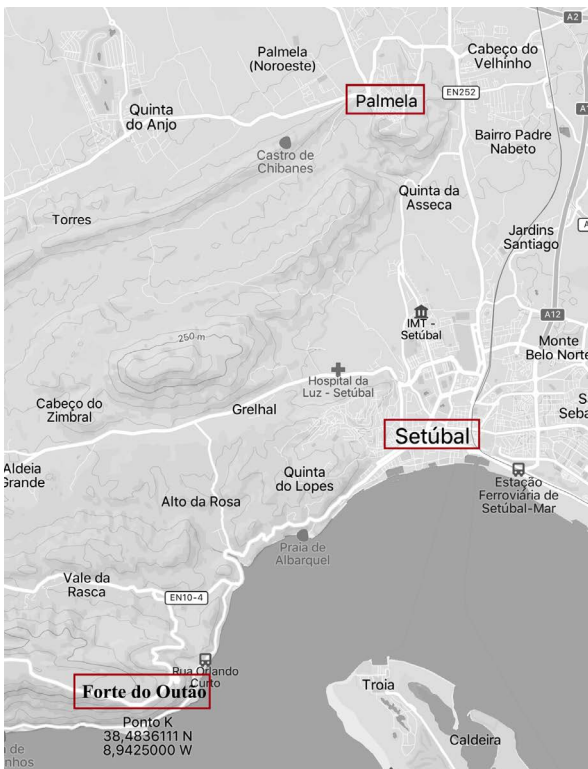 A2
Palmela
(Noroeste)
Cabeço do
Velhinho
EN252
Palmela
Quinta
do Anjo
Bairro Padre
Nabeto
Castro de
Chibanes
Quinta da
Asseca
Torres
Jardins
Santiago
IMT -
Setúbal
A12
250 m
Monte
Belo Norte
Hospital da
Luz - Setúbal
Cabeço do
Zimbral
Grelhal
Setúbal
Aldeia
Grande
Quinta
do Lopes
Alto da Rosa
Estação
Ferroviária de
Setúbal-Mar
Praia de
Albarquel
Vale da
Rasca
EN10-4
Rua Orlando
Curto
Forte do Outão
Troia
Ponto K
38,4836111 N
8,9425000 W
Caldeira